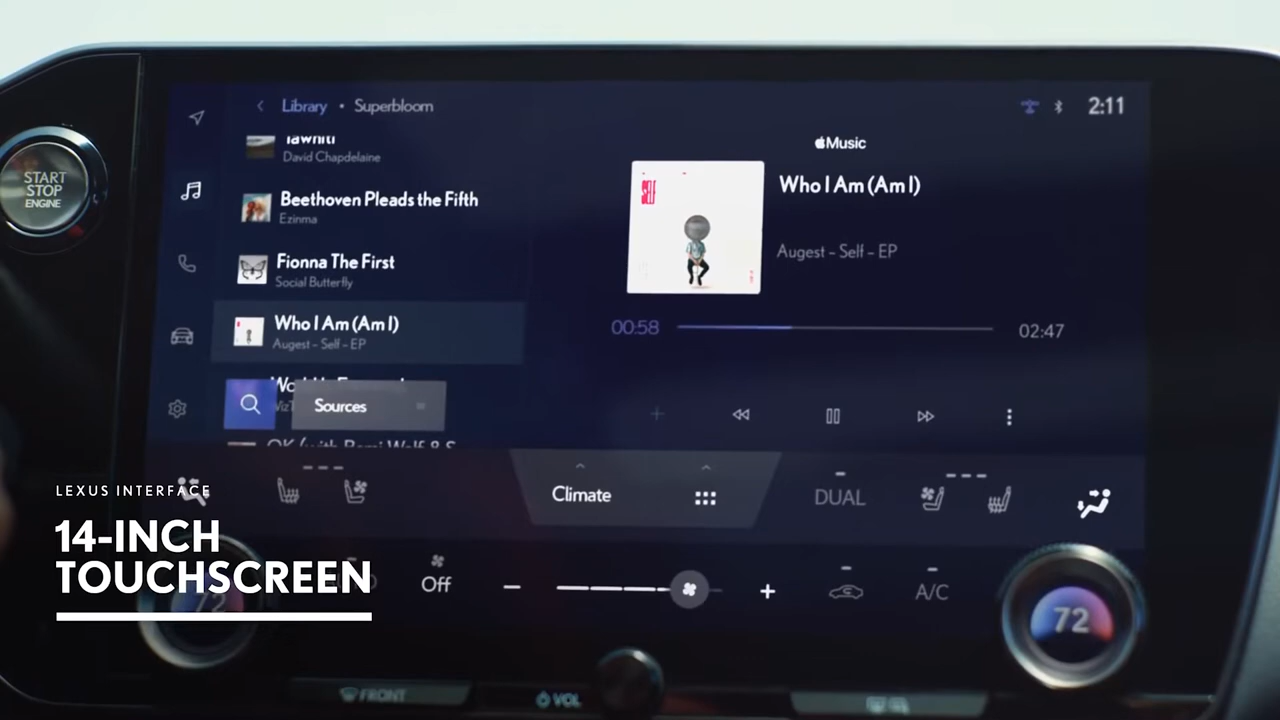 Library • Superbloom
2:11
David Chapdelaine
Beethoven Pleads the Fifth
Ezinma
Fionna The First
Social Butterfly
Who I Am (Am I)
Augest - Self - EP
Sources
Music
SELF
Who I Am (Am I)
Augest - Self - EP
00:58
02:47
START
STOP
ENGINE
Climate
DUAL
LEXUS INTERFACE
14-INCH
TOUCHSCREEN
72
Off
A/C
72
FRONT
VOL